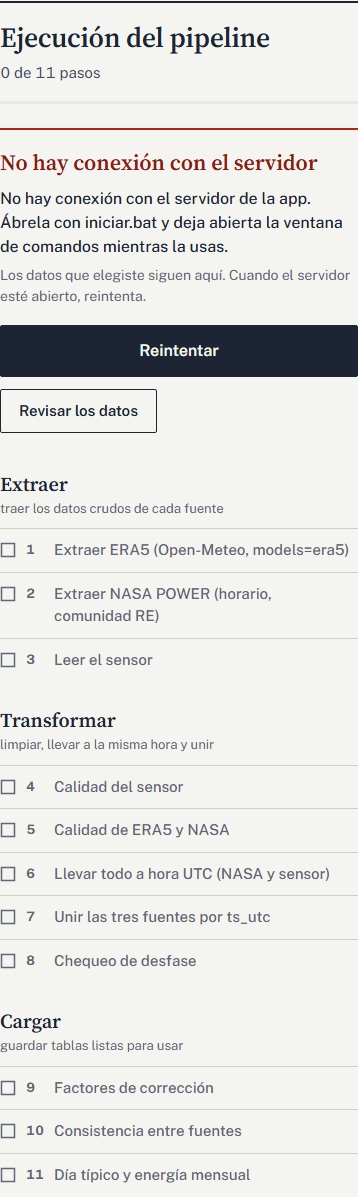 Ejecución del pipeline
0 de 11 pasos
No hay conexión con el servidor
No hay conexión con el servidor de la app.
Ábrela con iniciar.bat y deja abierta la ventana
de comandos mientras la usas.
Los datos que elegiste siguen aquí. Cuando el servidor
esté abierto, reintenta.
Reintentar
Revisar los datos
Extraer
traer los datos crudos de cada fuente
1 Extraer ERA5 (Open-Meteo, models=era5)
2 Extraer NASA POWER (horario,
comunidad RE)
3 Leer el sensor
Transformar
limpiar, llevar a la misma hora y unir
4 Calidad del sensor
5 Calidad de ERA5 y NASA
6 Llevar todo a hora UTC (NASA y sensor)
7 Unir las tres fuentes por ts_utc
8 Chequeo de desfase
Cargar
guardar tablas listas para usar
9 Factores de corrección
10 Consistencia entre fuentes
11 Día típico y energía mensual